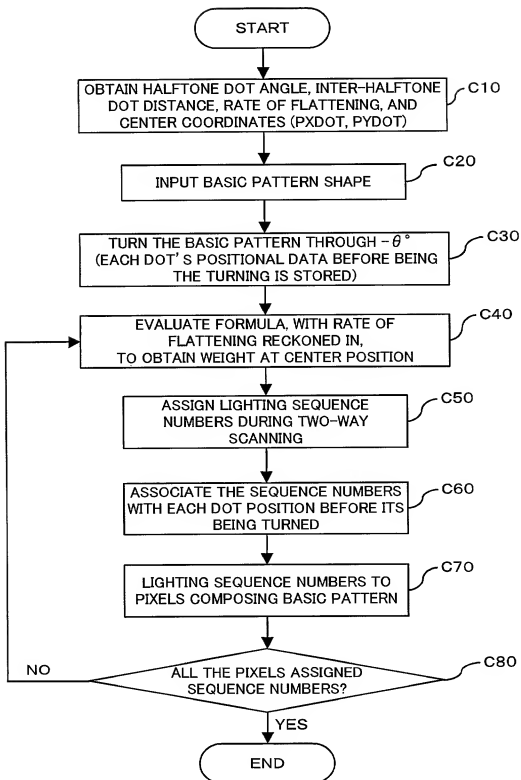 START
OBTAIN HALFTONE DOT ANGLE, INTER-HALFTONE
DOT DISTANCE, RATE OF FLATTENING, AND
CENTER COORDINATES (PXDOT, PYDOT)
C10
INPUT BASIC PATTERN SHAPE
C20
TURN THE BASIC PATTERN THROUGH -θ°
(EACH DOT'S POSITIONAL DATA BEFORE BEING
THE TURNING IS STORED)
C30
EVALUATE FORMULA, WITH RATE OF
FLATTENING RECKONED IN,
TO OBTAIN WEIGHT AT CENTER POSITION
C40
ASSIGN LIGHTING SEQUENCE
NUMBERS DURING TWO-WAY
SCANNING
C50
ASSOCIATE THE SEQUENCE NUMBERS
WITH EACH DOT POSITION BEFORE ITS
BEING TURNED
C60
LIGHTING SEQUENCE NUMBERS TO
PIXELS COMPOSING BASIC PATTERN
C70
ALL THE PIXELS ASSIGNED
SEQUENCE NUMBERS?
C80
NO
YES
END